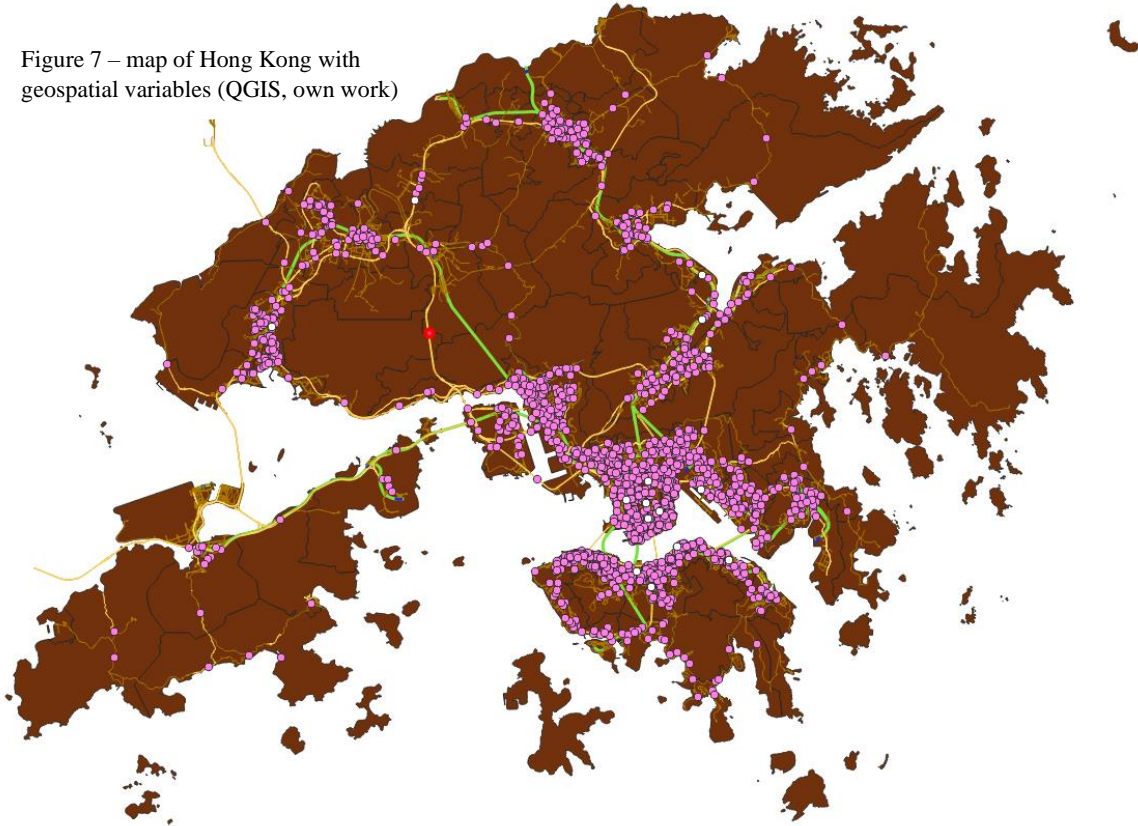 Figure 7 – map of Hong Kong with
geospatial variables (QGIS, own work)